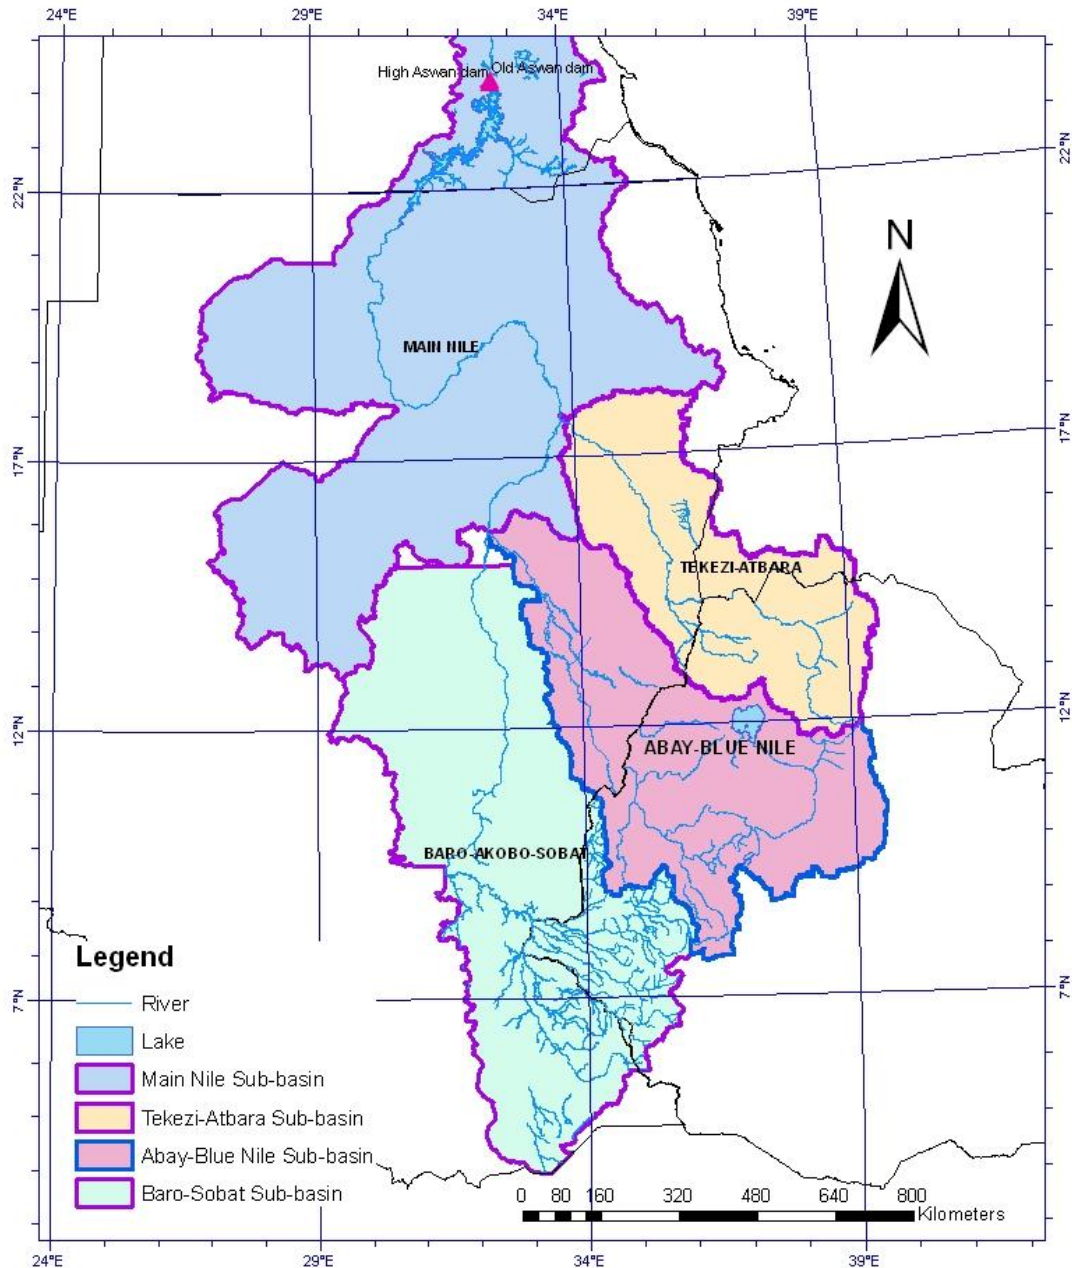 24°E 29°E 34°E 39°E
High Aswan dam Old Aswan dam
22°N 22°N
N
MAIN NILE
17°N 17°N
TEKEZI-ATBARA
12°N 12°N
ABAY-BLUE NILE
BARO-AKOBO-SOBAT
7°N 7°N
Legend
River
Lake
Main Nile Sub-basin
Tekezi-Atbara Sub-basin
Abay-Blue Nile Sub-basin
Baro-Sobat Sub-basin
0 80 160 320 480 640 800
Kilometers
24°E 29°E 34°E 39°E